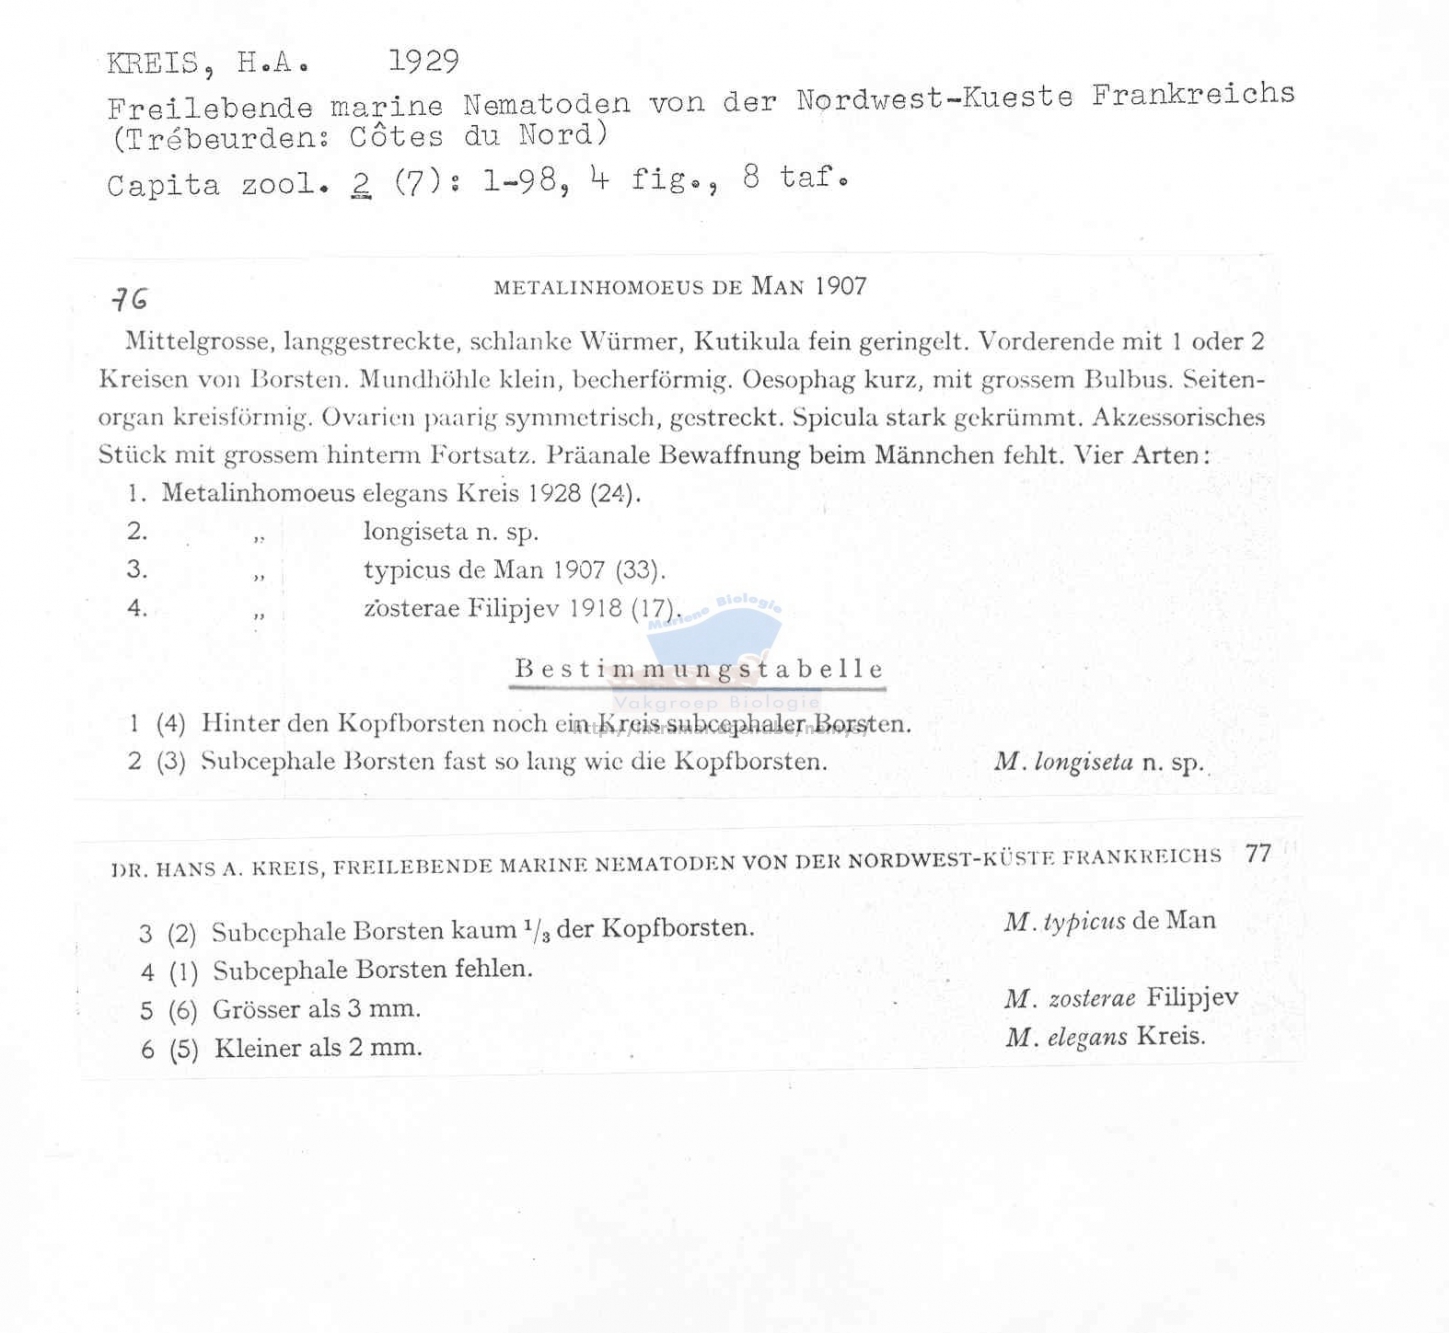 KREIS, H.A. 1929
Freilebende marine Nematoden von der Nordwest-Kueste Frankreichs
(Trébeurden: Côtes du Nord)
Capita zool. 2 (7): 1-98, 4 fig., 8 taf.
76
METALINHOMOEUS DE MAN 1907
Mittelgrosse, langgestreckte, schlanke Würmer, Kutikula fein geringelt. Vorderende mit 1 oder 2
Kreisen von Borsten. Mundhöhle klein, becherförmig. Oesophag kurz, mit grossem Bulbus. Seiten-
organ kreisförmig. Ovarien paarig symmetrisch, gestreckt. Spicula stark gekrümmt. Akzessorisches
Stück mit grossem hinterm Fortsatz. Präanale Bewaffnung beim Männchen fehlt. Vier Arten:
1. Metalinhomoeus elegans Kreis 1928 (24).
2. „ longiseta n. sp.
3. „ typicus de Man 1907 (33).
4. „ zosterae Filipjev 1918 (17).
Mariene Biologie
Bestimmungstabelle
Vakgroep Biologie
1 (4) Hinter den Kopfborsten noch ein Kreis subcephaler Borsten.
2 (3) Subcephale Borsten fast so lang wie die Kopfborsten. M. longiseta n. sp.
DR. HANS A. KREIS, FREILEBENDE MARINE NEMATODEN VON DER NORDWEST-KÜSTE FRANKREICHS 77
3 (2) Subcephale Borsten kaum 1/3 der Kopfborsten. M. typicus de Man
4 (1) Subcephale Borsten fehlen.
5 (6) Grösser als 3 mm. M. zosterae Filipjev
6 (5) Kleiner als 2 mm. M. elegans Kreis.